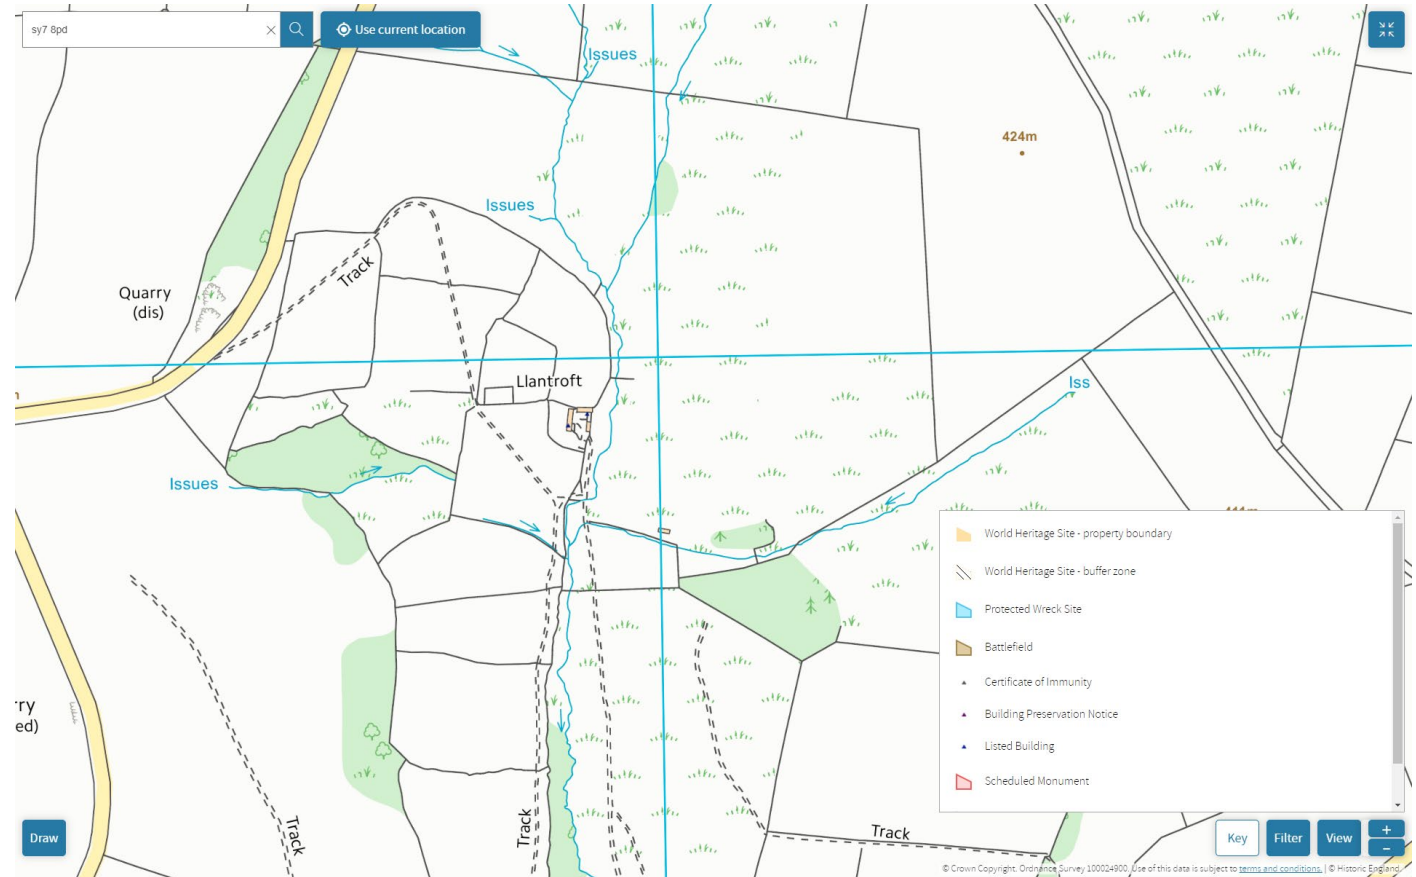 sy7 8pd
Use current location
Issues
424m
Issues
Track
Quarry
(dis)
Llantroft
Iss
Issues
World Heritage Site - property boundary
World Heritage Site - buffer zone
Protected Wreck Site
Battlefield
Certificate of Immunity
Building Preservation Notice
Listed Building
Scheduled Monument
ry
ed)
Track
Track
Track
Draw
Key
Filter
View
+
−
© Crown Copyright. Ordnance Survey 100024900. Use of this data is subject to terms and conditions. | © Historic England.